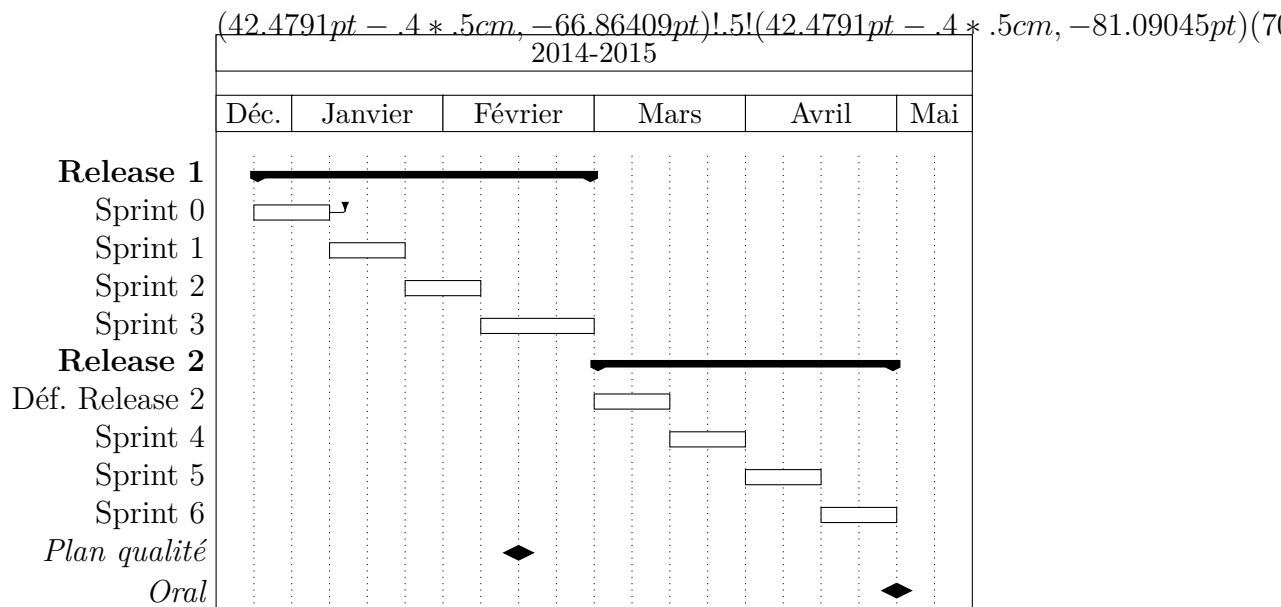 (42.4791pt − .4 * .5cm, −66.86409pt)!.5!(42.4791pt − .4 * .5cm, −81.09045pt)(70
2014-2015
Déc. Janvier Février Mars Avril Mai
Release 1
Sprint 0
Sprint 1
Sprint 2
Sprint 3
Release 2
Déf. Release 2
Sprint 4
Sprint 5
Sprint 6
Plan qualité
Oral